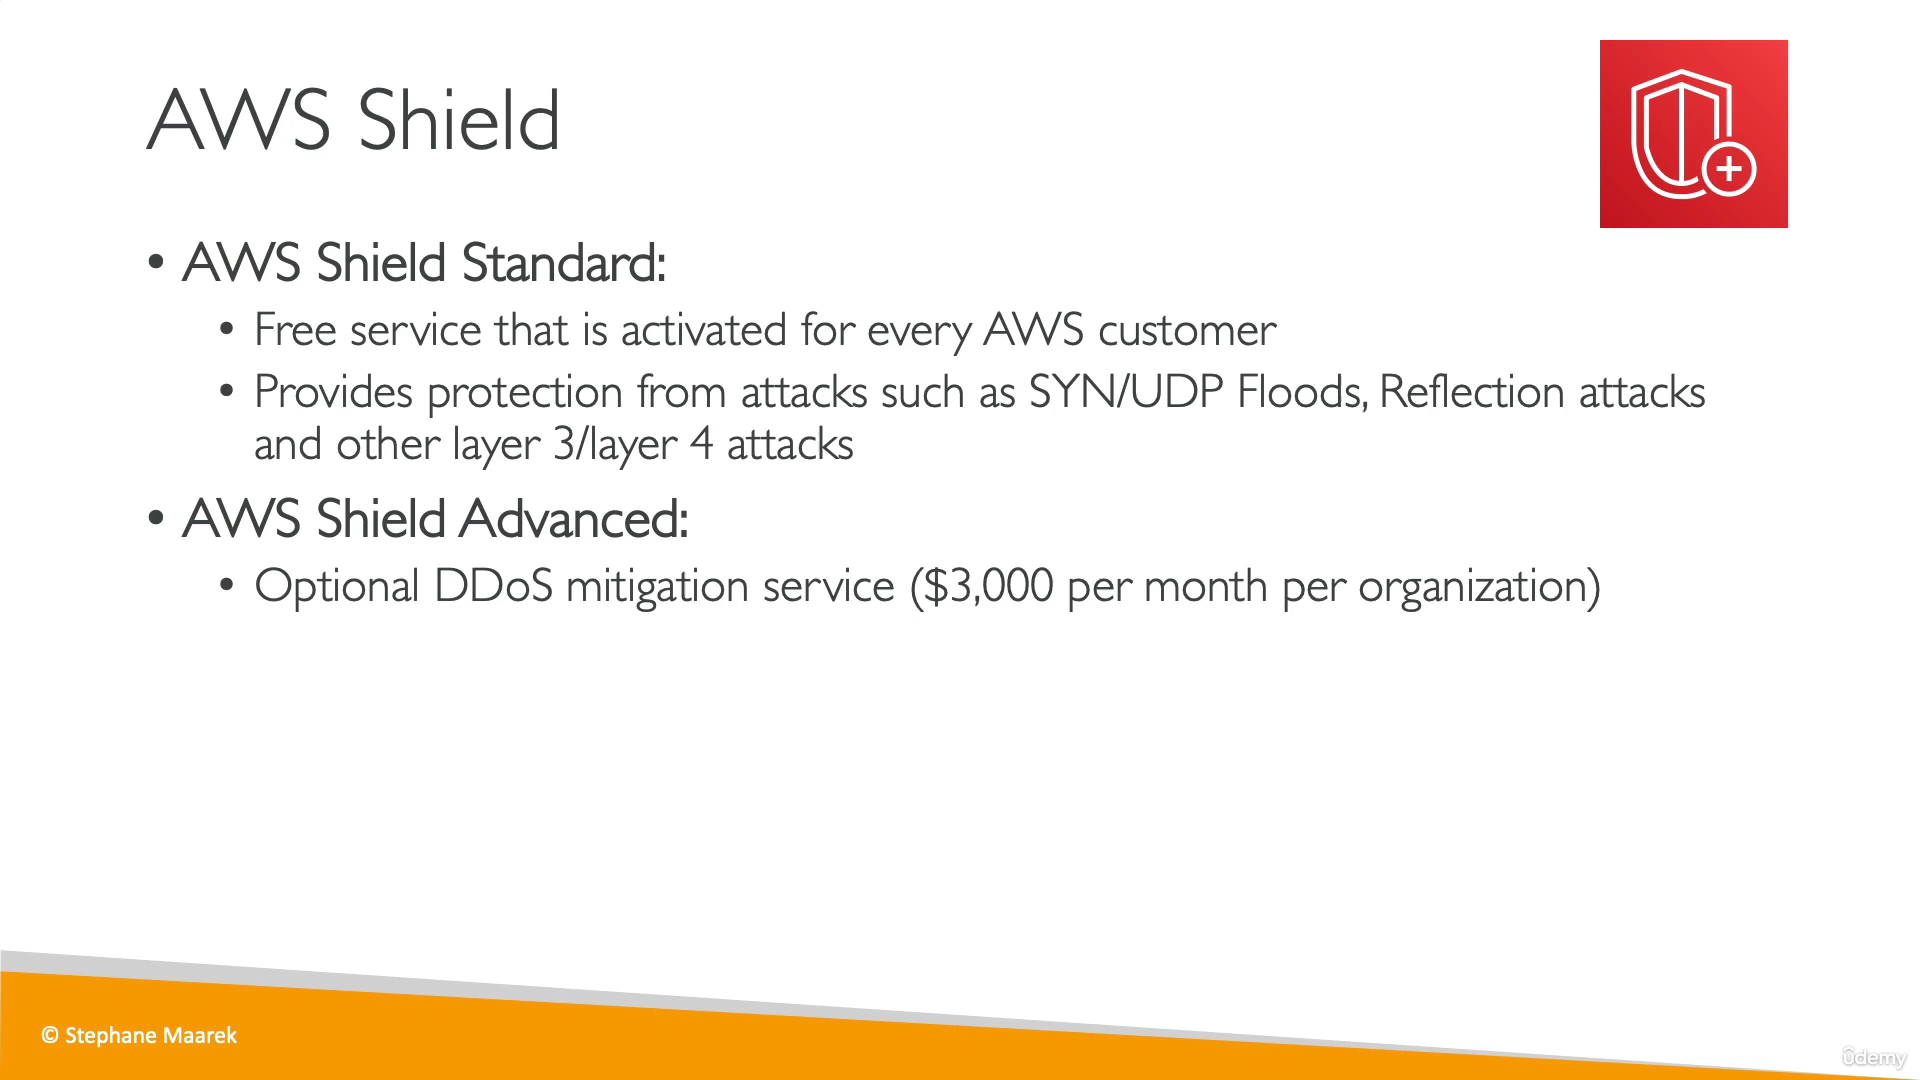 AWS Shield
• AWS Shield Standard:
• Free service that is activated for every AWS customer
• Provides protection from attacks such as SYN/UDP Floods, Reflection attacks
and other layer 3/layer 4 attacks
• AWS Shield Advanced:
• Optional DDoS mitigation service ($3,000 per month per organization)
© Stephane Maarek
udemy